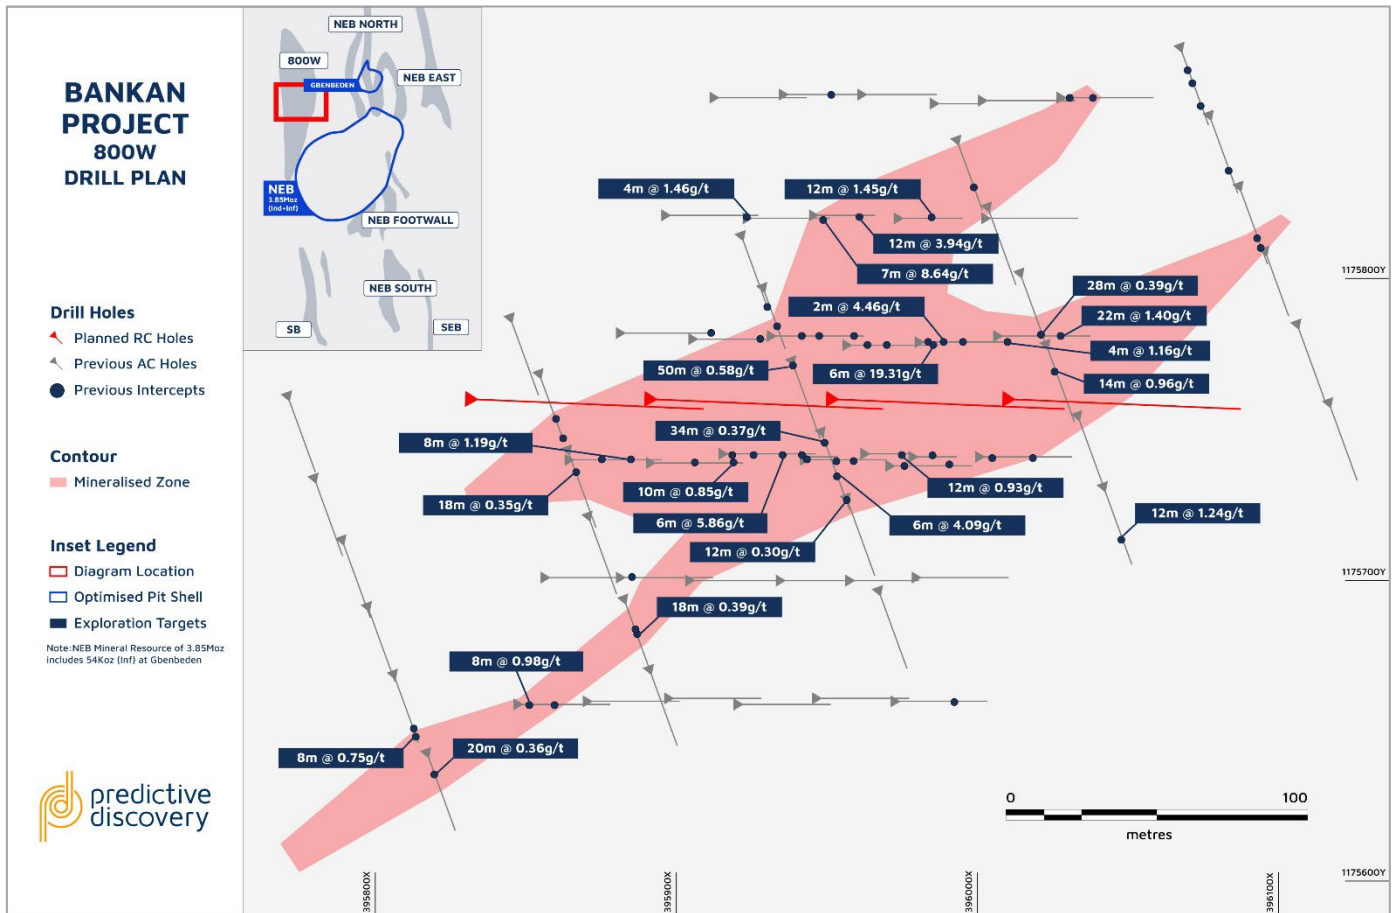 BANKAN
PROJECT
800W
DRILL PLAN
Drill Holes
Planned RC Holes
Previous AC Holes
Previous Intercepts
Contour
Mineralised Zone
Inset Legend
Diagram Location
Optimised Pit Shell
Exploration Targets
Note:NEB Mineral Resource of 3.85Moz
includes 54Koz (Inf) at Gbenbeden
predictive
discovery
NEB NORTH
800W
GBENBEDEN
NEB EAST
NEB
3.85Moz
(Ind+Inf)
NEB FOOTWALL
NEB SOUTH
SB
SEB
4m @ 1.46g/t
12m @ 1.45g/t
12m @ 3.94g/t
7m @ 8.64g/t
28m @ 0.39g/t
2m @ 4.46g/t
22m @ 1.40g/t
4m @ 1.16g/t
50m @ 0.58g/t
6m @ 19.31g/t
14m @ 0.96g/t
34m @ 0.37g/t
8m @ 1.19g/t
18m @ 0.35g/t
10m @ 0.85g/t
12m @ 0.93g/t
6m @ 5.86g/t
6m @ 4.09g/t
12m @ 1.24g/t
12m @ 0.30g/t
18m @ 0.39g/t
8m @ 0.98g/t
8m @ 0.75g/t
20m @ 0.36g/t
1175800Y
1175700Y
1175600Y
0 100
metres
395800X
395900X
396000X
396100X